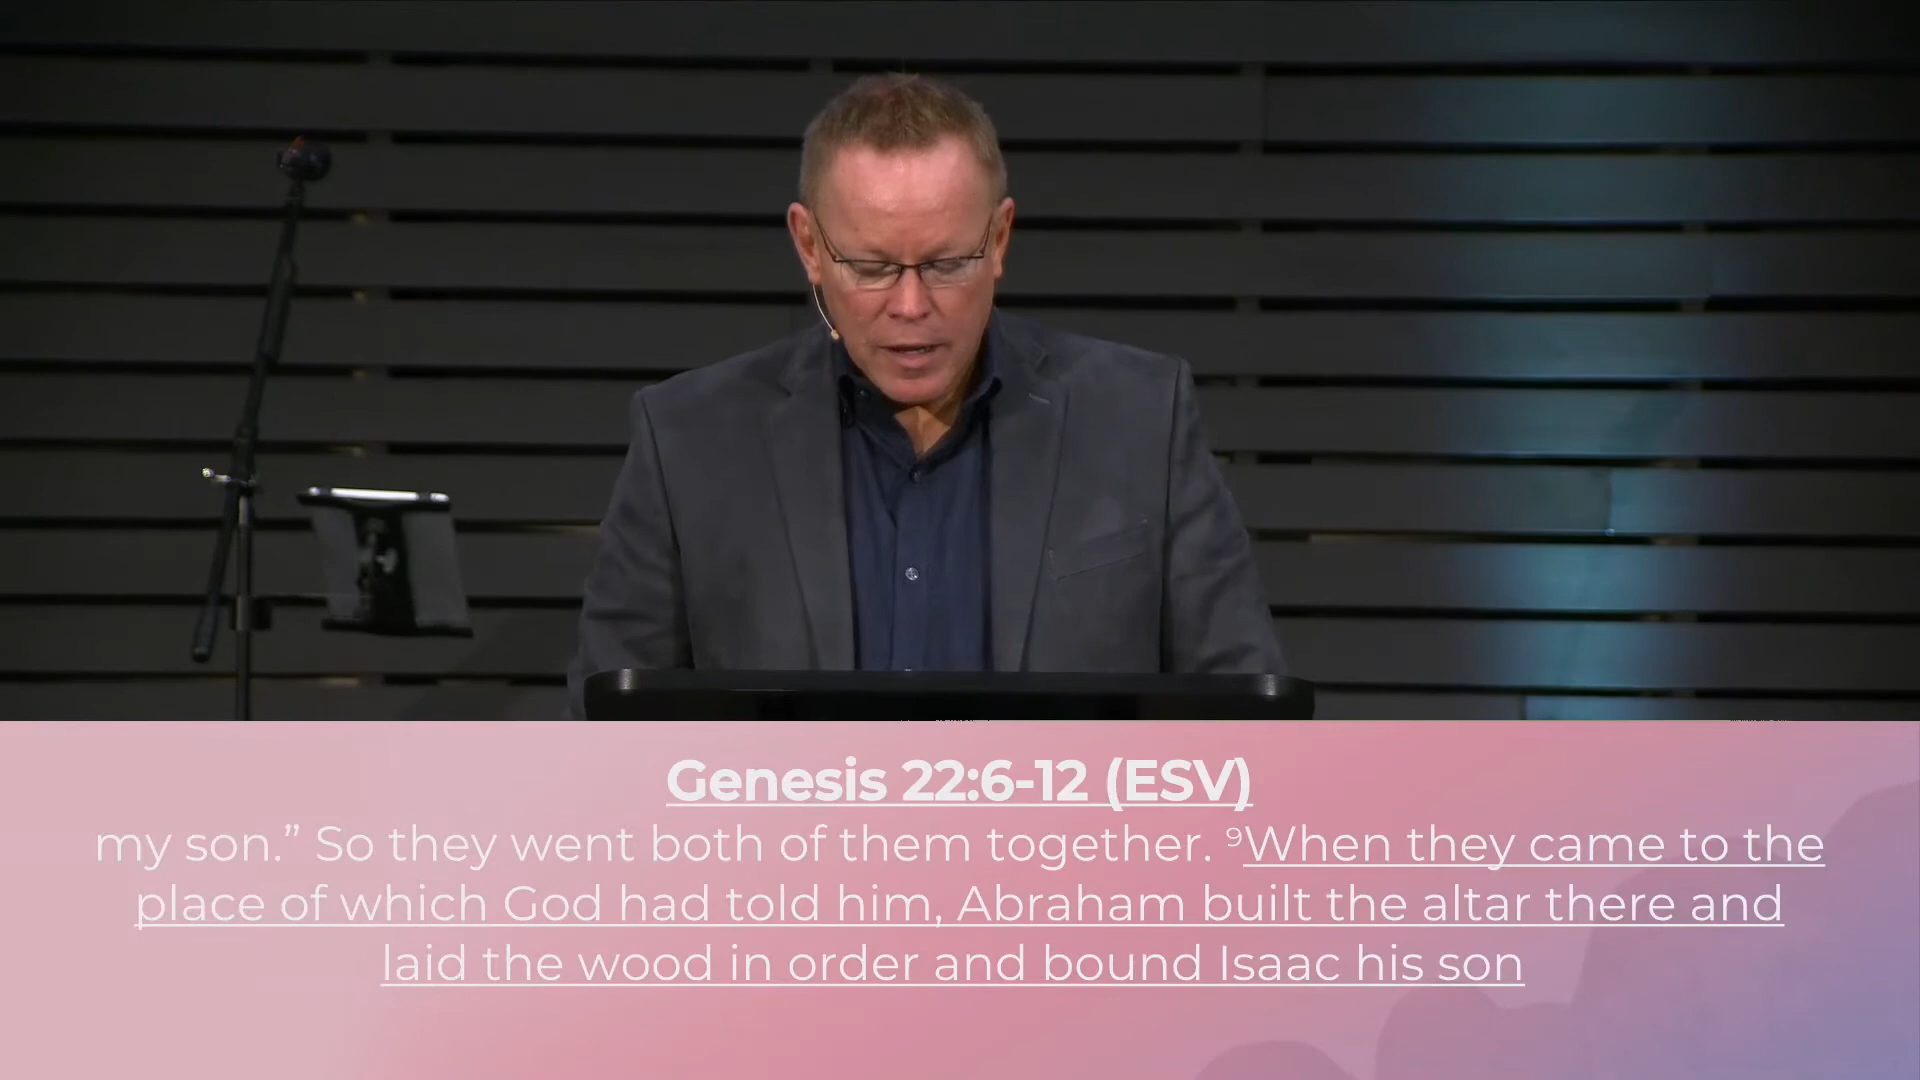 Genesis 22:6-12 (ESV)
my son.” So they went both of them together. ⁹When they came to the
place of which God had told him, Abraham built the altar there and
laid the wood in order and bound Isaac his son